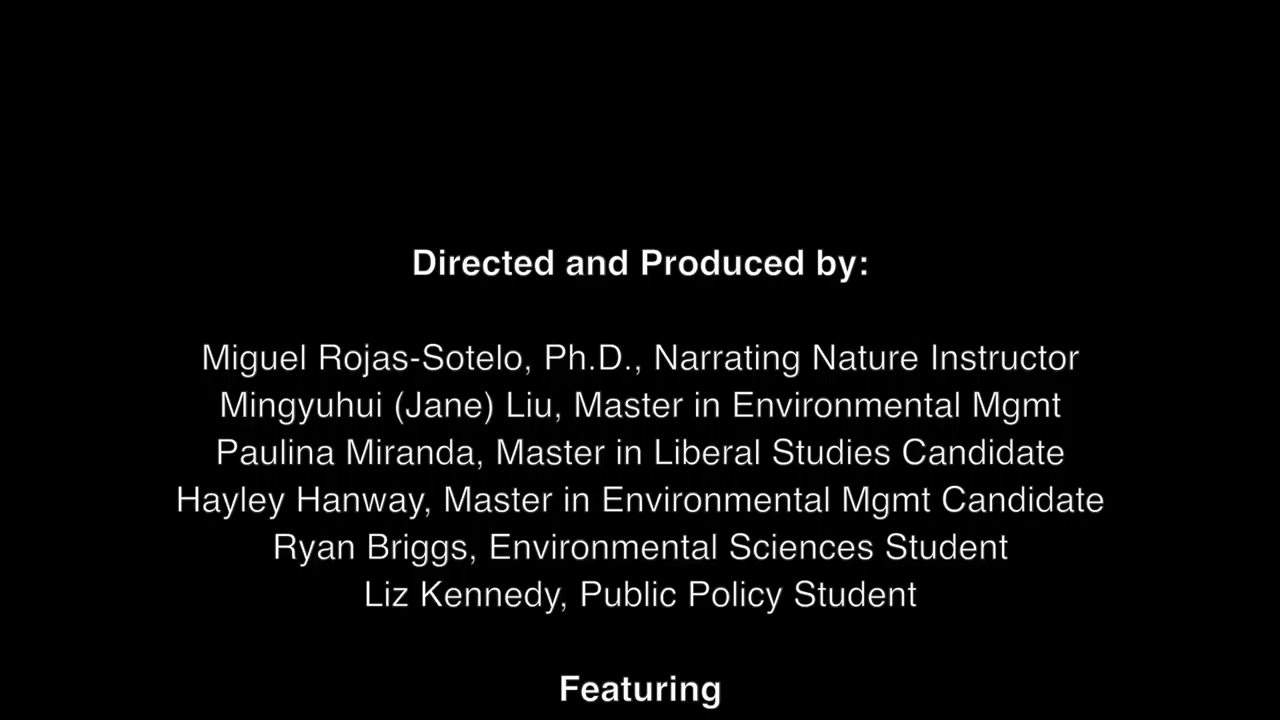 Directed and Produced by:
Miguel Rojas-Sotelo, Ph.D., Narrating Nature Instructor
Mingyuhui (Jane) Liu, Master in Environmental Mgmt
Paulina Miranda, Master in Liberal Studies Candidate
Hayley Hanway, Master in Environmental Mgmt Candidate
Ryan Briggs, Environmental Sciences Student
Liz Kennedy, Public Policy Student
Featuring